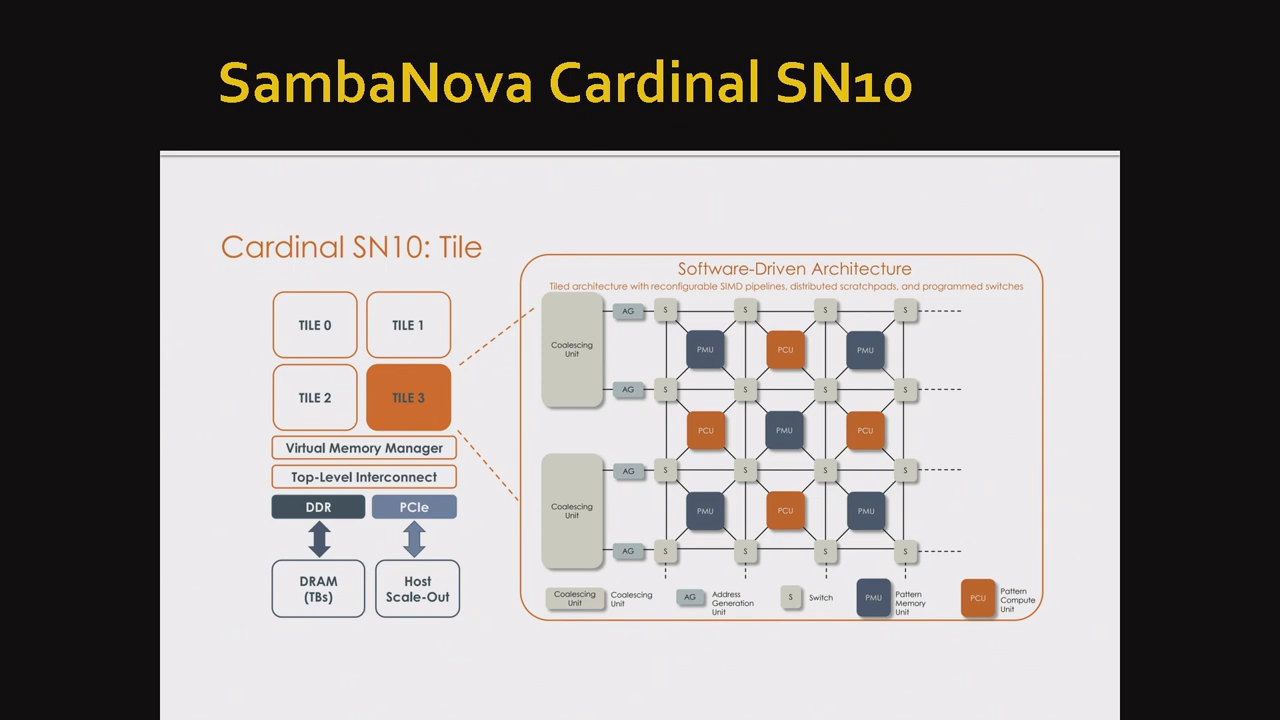 SambaNova Cardinal SN10
Cardinal SN10: Tile
TILE 0
TILE 1
TILE 2
TILE 3
Virtual Memory Manager
Top-Level Interconnect
DDR
PCIe
DRAM
(TBs)
Host
Scale-Out
Software-Driven Architecture
Tiled architecture with reconfigurable SIMD pipelines, distributed scratchpads, and programmed switches
Coalescing
Unit
AG
S
S
S
S
PMU
PCU
PMU
AG
S
S
S
S
PCU
PMU
PCU
Coalescing
Unit
AG
S
S
S
S
PMU
PCU
PMU
AG
S
S
S
S
Coalescing
Unit
Coalescing
Unit
AG
Address
Generation
Unit
S
Switch
PMU
Pattern
Memory
Unit
PCU
Pattern
Compute
Unit